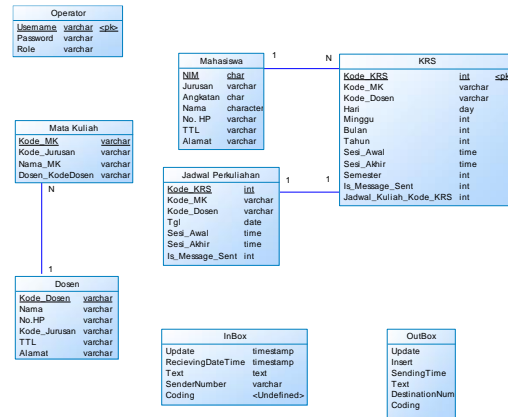 Operator
Username varchar <pk>
Password varchar
Role varchar
Mahasiswa
NIM char
Jurusan varchar
Angkatan char
Nama character
No. HP varchar
TTL varchar
Alamat varchar
1
N
KRS
Kode_KRS int <pk
Kode_MK varchar
Kode_Dosen varchar
Hari day
Minggu int
Bulan int
Tahun int
Sesi_Awal time
Sesi_Akhir time
Semester int
Is_Message_Sent int
Jadwal_Kuliah_Kode_KRS int
Mata Kuliah
Kode_MK varchar
Kode_Jurusan varchar
Nama_MK varchar
Dosen_KodeDosen varchar
N
1
Jadwal Perkuliahan
Kode_KRS int
Kode_MK varchar
Kode_Dosen varchar
Tgl date
Sesi_Awal time
Sesi_Akhir time
Is_Message_Sent int
1
1
Dosen
Kode_Dosen varchar
Nama varchar
No.HP varchar
Kode_Jurusan varchar
TTL varchar
Alamat varchar
InBox
Update timestamp
RecievingDateTime timestamp
Text text
SenderNumber varchar
Coding <Undefined>
OutBox
Update
Insert
SendingTime
Text
DestinationNum
Coding